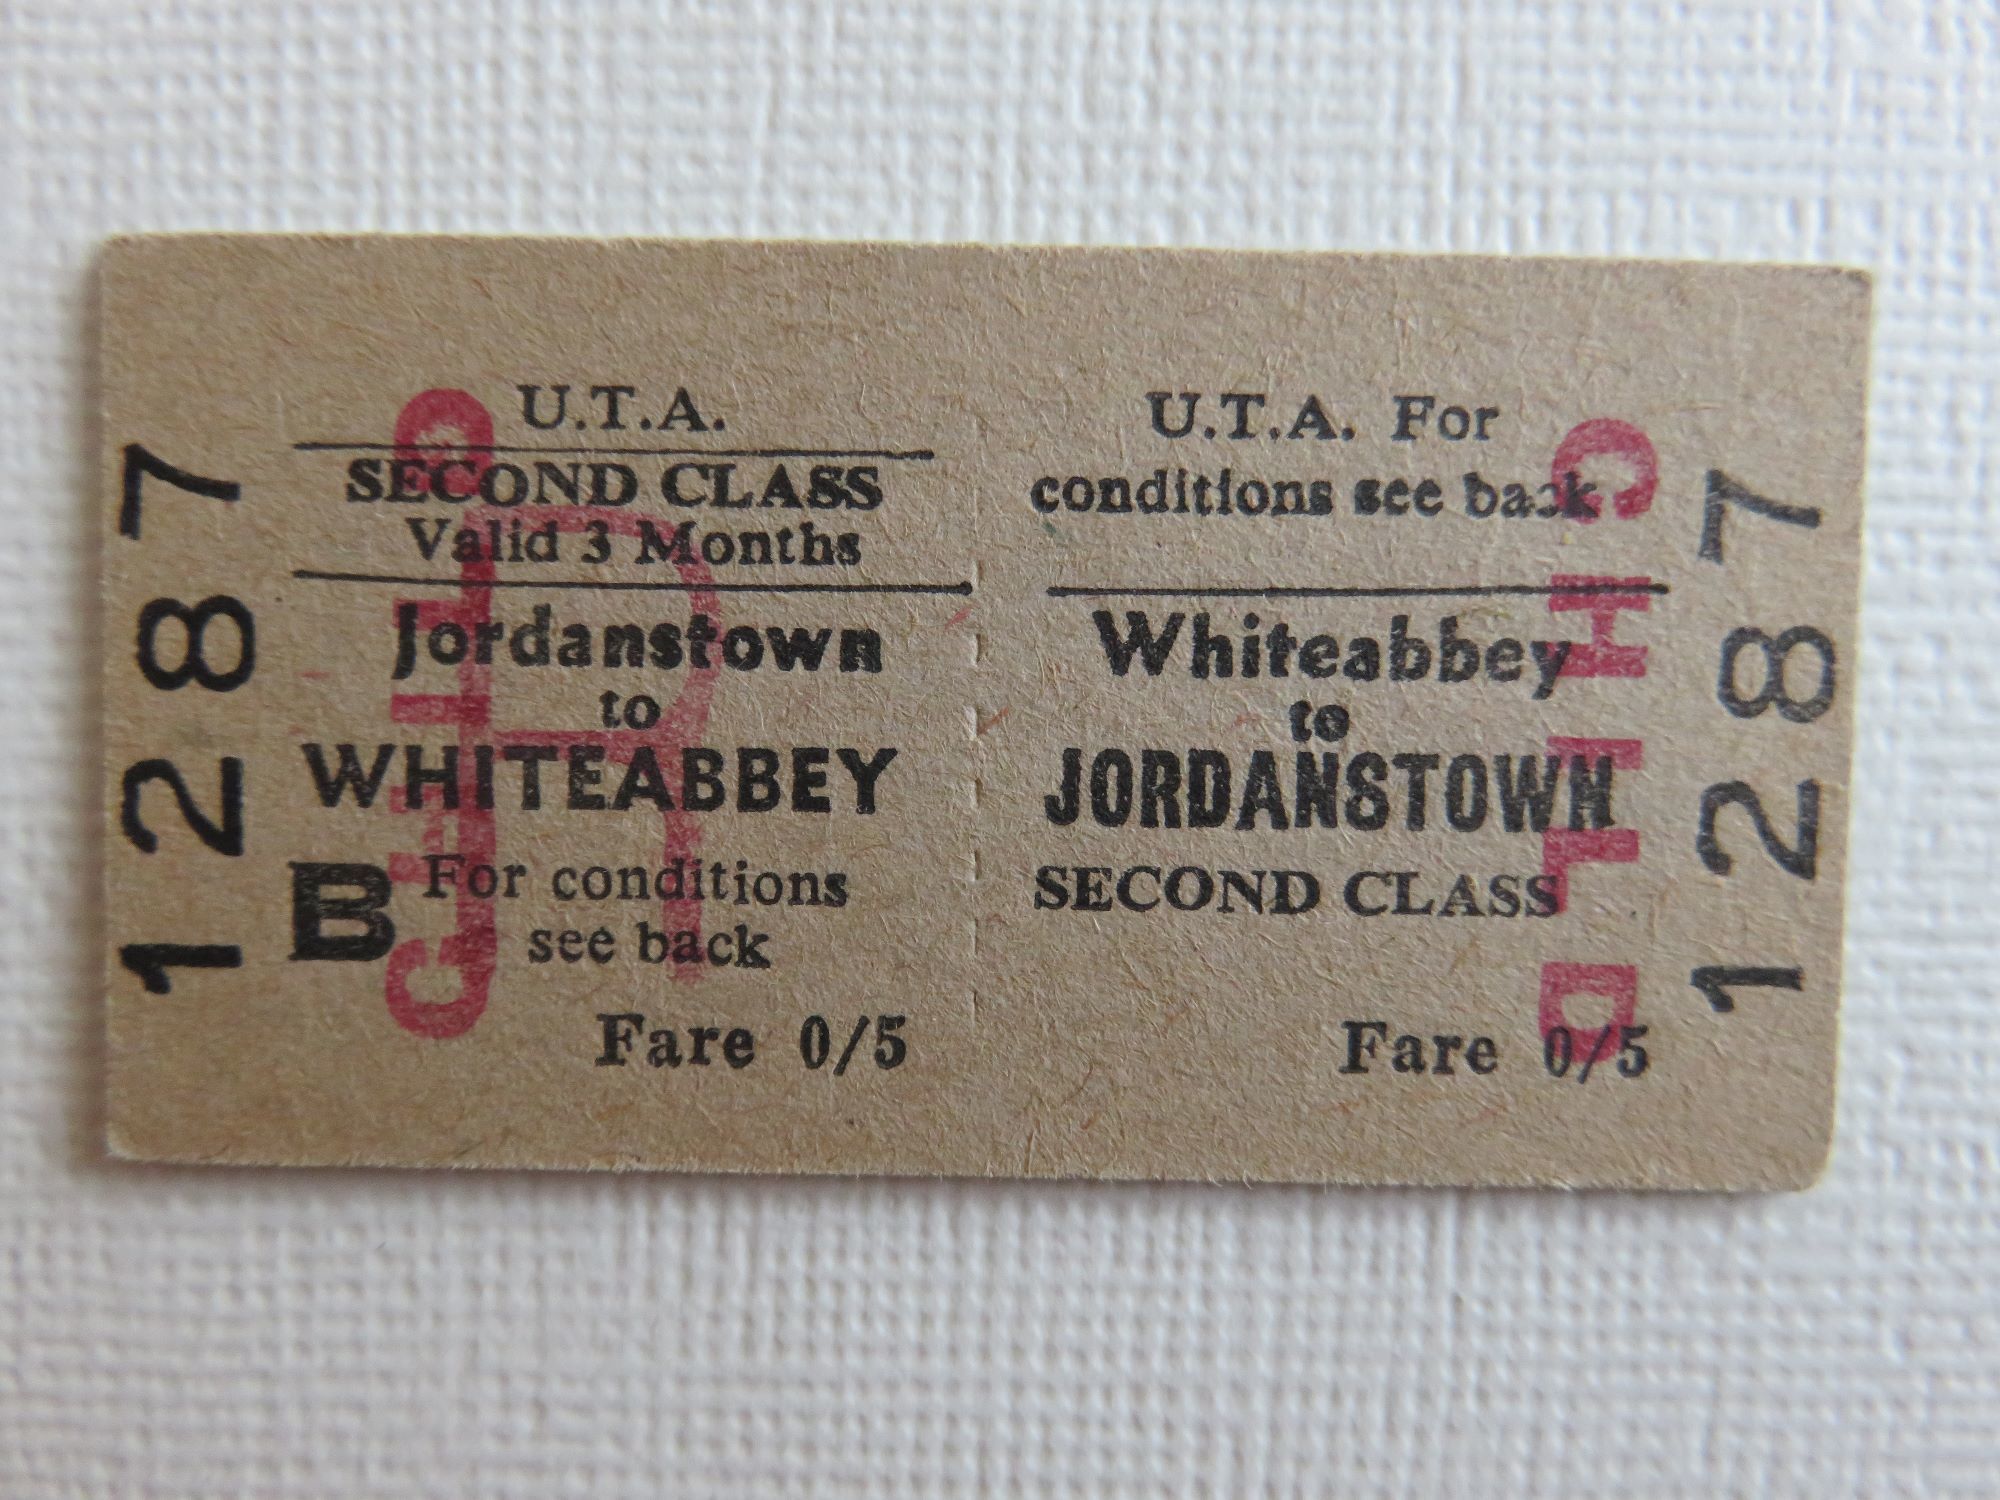 1287
U.T.A.
SECOND CLASS
Valid 3 Months
Jordanstown
to
WHITEABBEY
B
For conditions
see back
Fare 0/5
R
U.T.A. For
conditions see back
Whiteabbey
to
JORDANSTOWN
SECOND CLASS
Fare 0/5
CHILD
1287